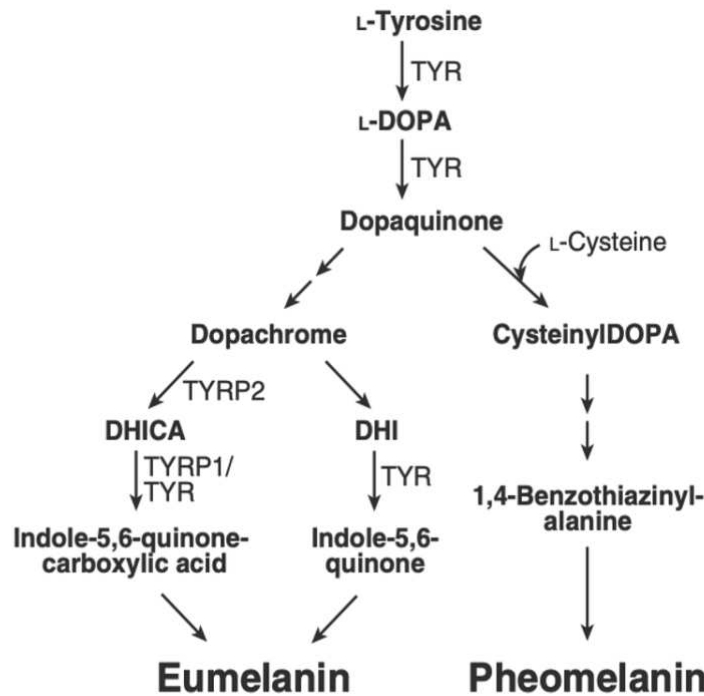 L-Tyrosine
TYR
L-DOPA
TYR
Dopaquinone
L-Cysteine
Dopachrome
CysteinylDOPA
TYRP2
DHICA
DHI
TYRP1/
TYR
TYR
1,4-Benzothiazinyl-
alanine
Indole-5,6-quinone-
carboxylic acid
Indole-5,6-
quinone
Eumelanin
Pheomelanin